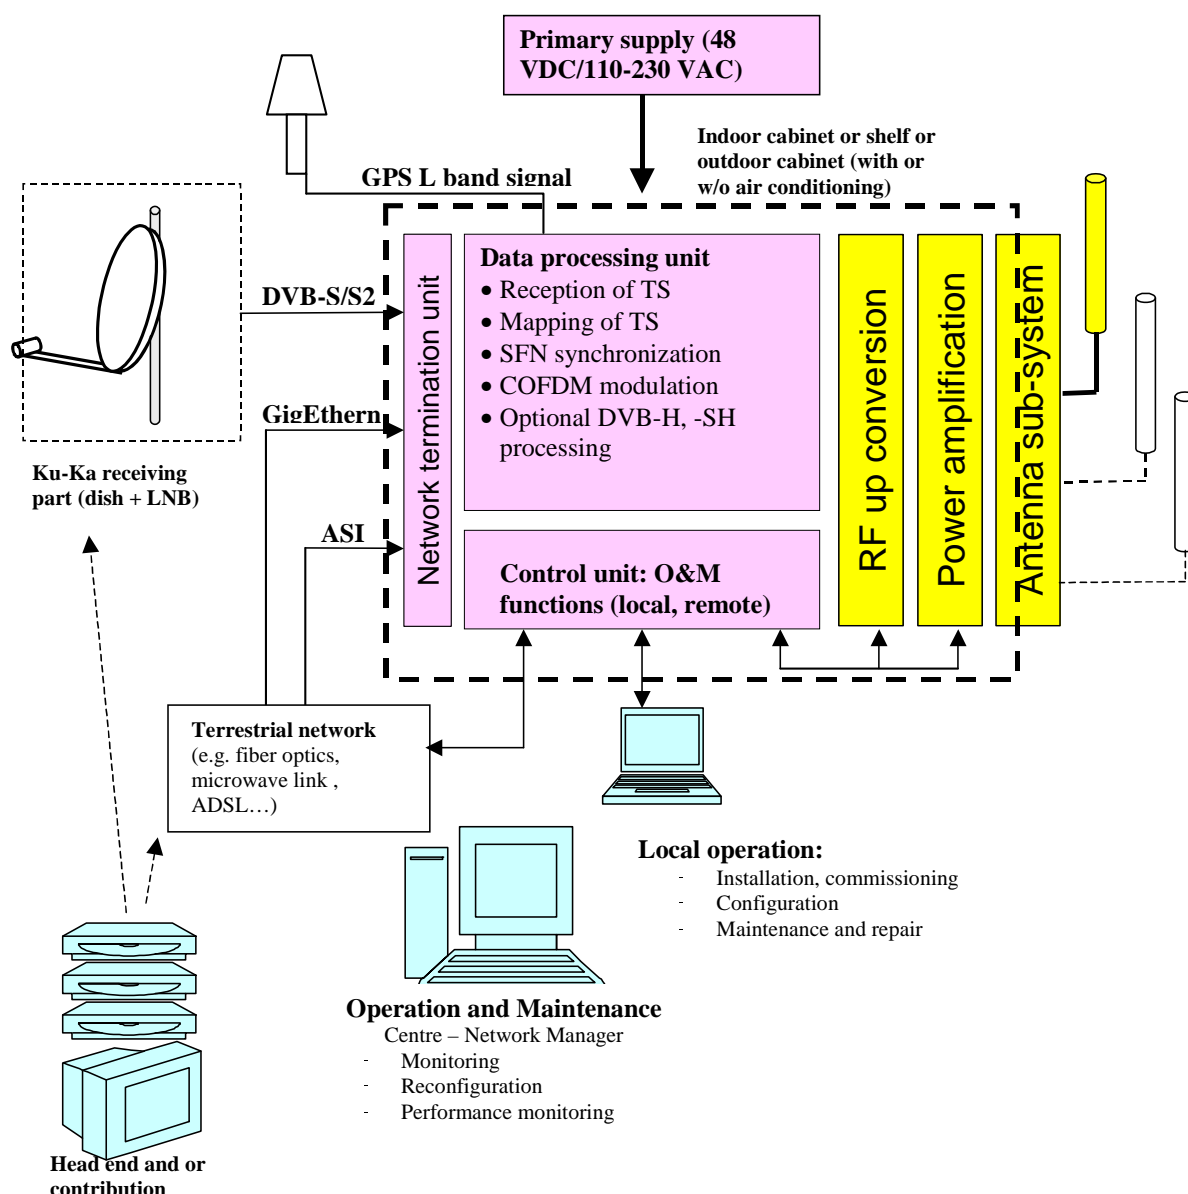 Primary supply (48
VDC/110-230 VAC)
Indoor cabinet or shelf or
outdoor cabinet (with or
w/o air conditioning)
GPS L band signal
DVB-S/S2
GigEthern
ASI
Ku-Ka receiving
part (dish + LNB)
Network termination unit
Data processing unit
• Reception of TS
• Mapping of TS
• SFN synchronization
• COFDM modulation
• Optional DVB-H, -SH
processing
Control unit: O&M
functions (local, remote)
RF up conversion
Power amplification
Antenna sub-system
Terrestrial network
(e.g. fiber optics,
microwave link ,
ADSL…)
Local operation:
- Installation, commissioning
- Configuration
- Maintenance and repair
Operation and Maintenance
Centre – Network Manager
- Monitoring
- Reconfiguration
- Performance monitoring
Head end and or
contribution